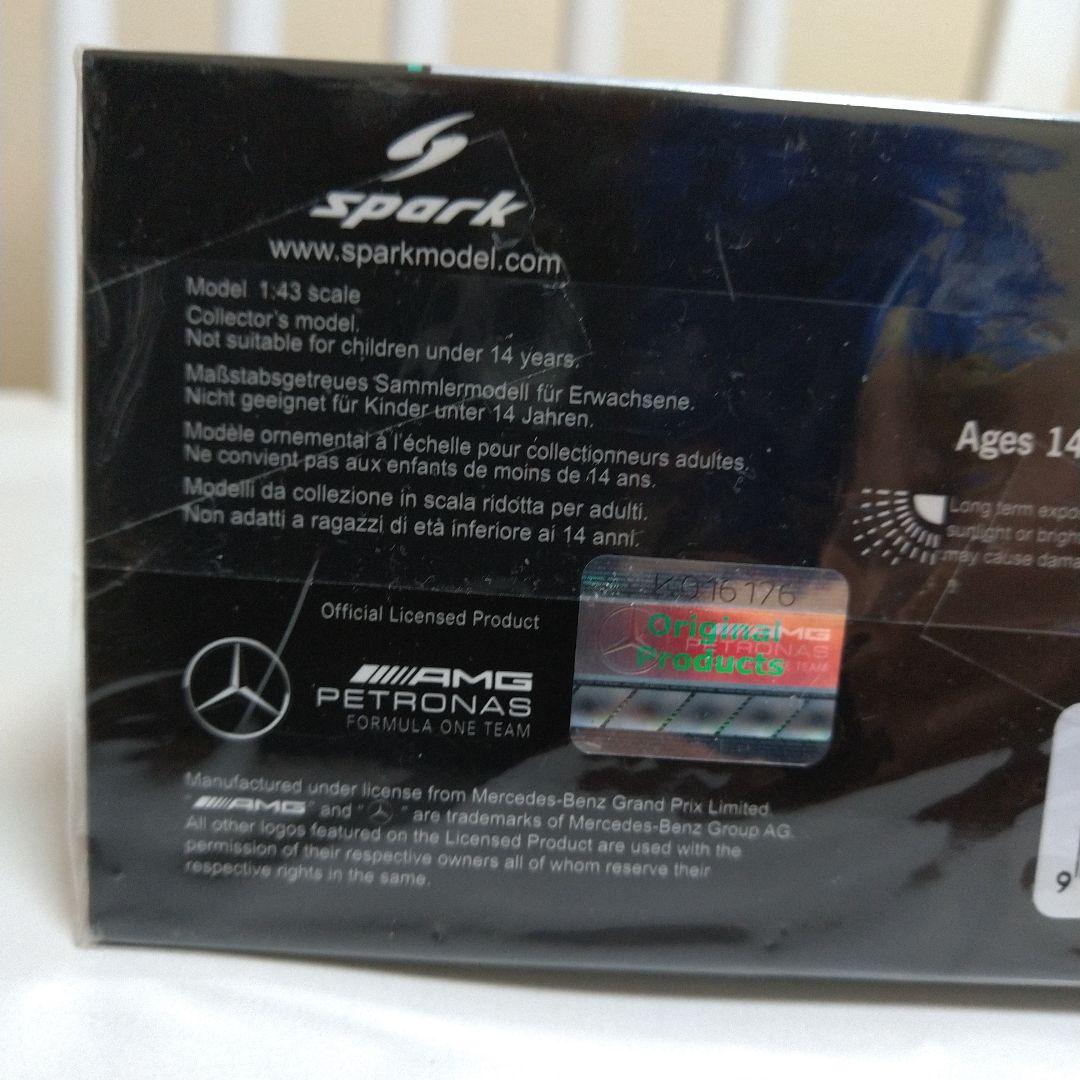 spark
www.sparkmodel.com
Model 1:43 scale
Collector's model.
Not suitable for children under 14 years.
Maßstabsgetreues Sammlermodell für Erwachsene.
Nicht geeignet für Kinder unter 14 Jahren.
Modèle ornemental à l'échelle pour collectionneurs adultes.
Ne convient pas aux enfants de moins de 14 ans.
Modelli da collezione in scala ridotta per adulti.
Non adatti a ragazzi di età inferiore ai 14 anni.
Ages 14
Long term expo
sunlight or brigh
may cause dama
Official Licensed Product
AMG
PETRONAS
FORMULA ONE TEAM
016176
Original
Products
AMG
PETRONAS
ONE TEAM
Manufactured under license from Mercedes-Benz Grand Prix Limited
"AMG" and " " are trademarks of Mercedes-Benz Group AG.
All other logos featured on the Licensed Product are used with the
permission of their respective owners all of whom reserve their
respective rights in the same.
9